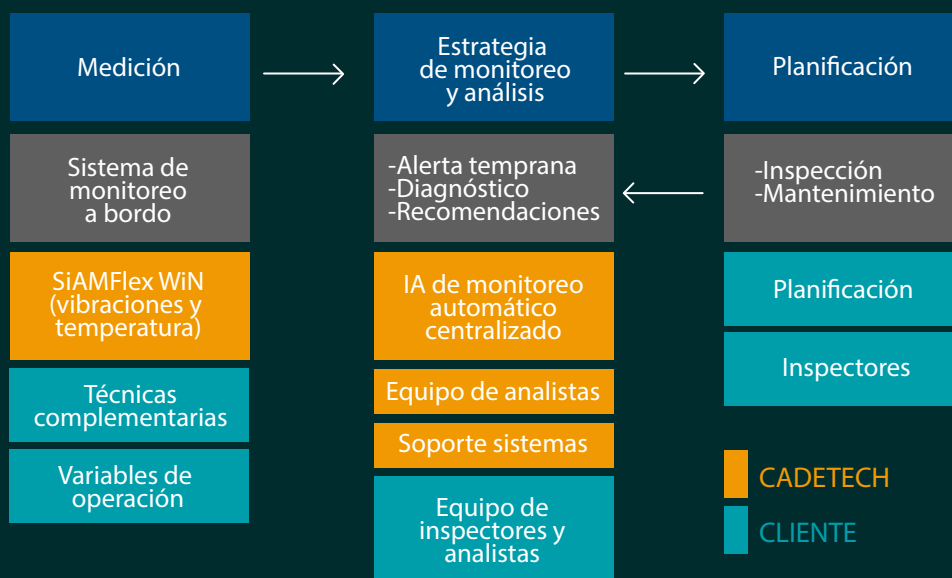 Medición
Sistema de
monitoreo
a bordo
SiAMFlex WiN
(vibraciones y
temperatura)
Técnicas
complementarias
Variables de
operación
Estrategia
de monitoreo
y análisis
-Alerta temprana
-Diagnóstico
-Recomendaciones
IA de monitoreo
automático
centralizado
Equipo de analistas
Soporte sistemas
Equipo de
inspectores y
analistas
Planificación
-Inspección
-Mantenimiento
Planificación
Inspectores
CADETECH
CLIENTE